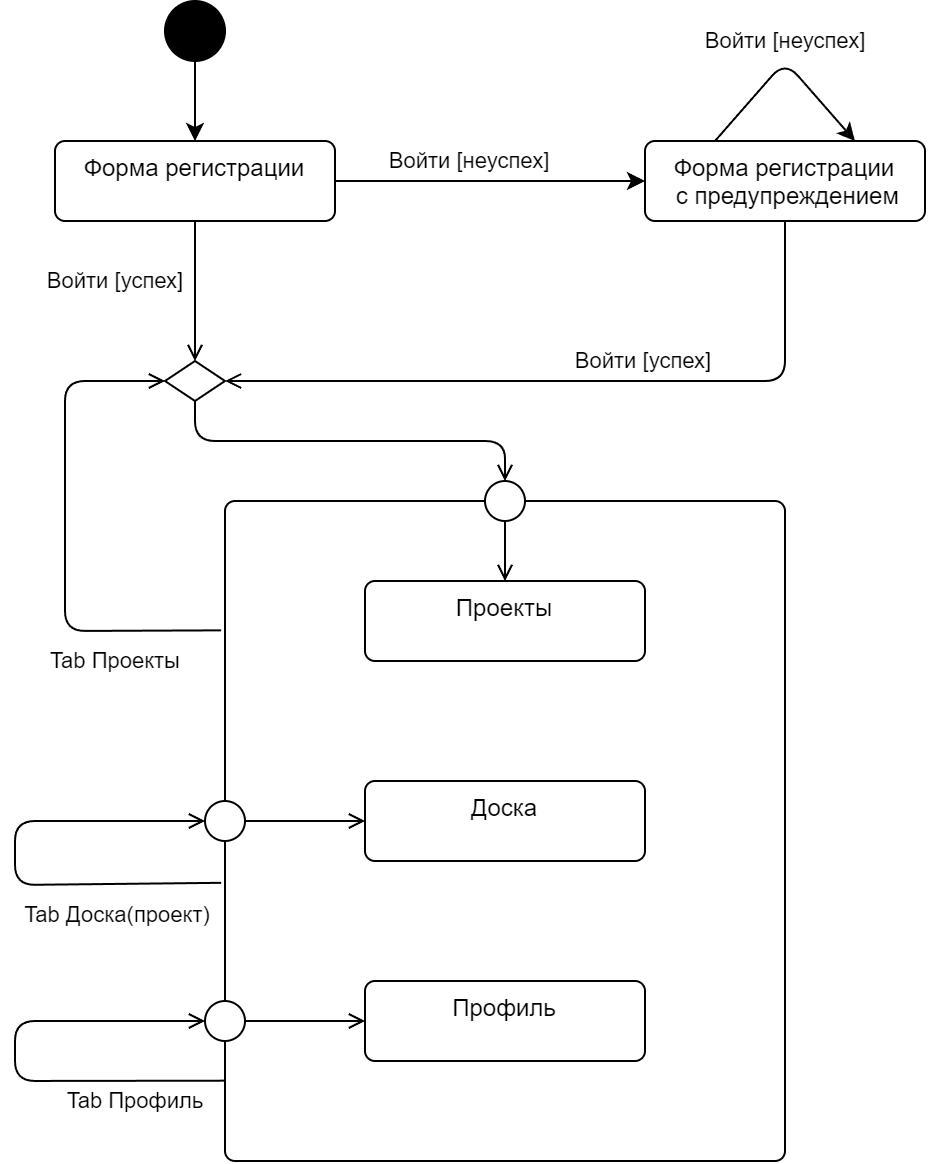 Войти [неуспех]
Форма регистрации
Войти [неуспех]
Форма регистрации
с предупреждением
Войти [успех]
Войти [успех]
Проекты
Tab Проекты
Доска
Tab Доска(проект)
Профиль
Tab Профиль